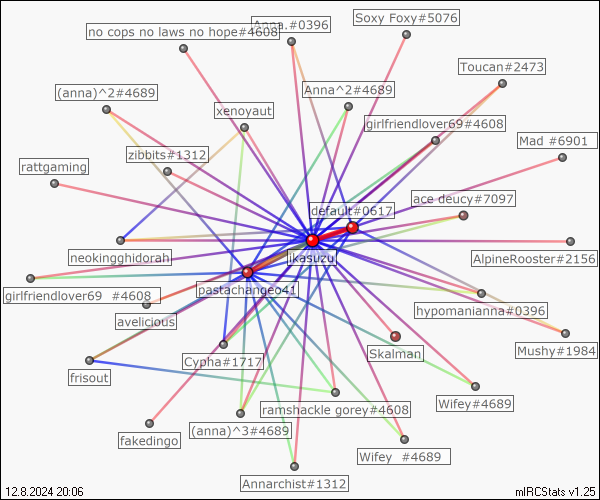 Soxy Foxy#5076
Anna.#0396
no cops no laws no hope#4608
Toucan#2473
Anna^2#4689
(anna)^2#4689
xenoyaut
girlfriendlover69#4608
Mad #6901
zibbits#1312
rattgaming
ace deucy#7097
default#0617
neokingghidorah
likasuzu
AlpineRooster#2156
pastachangeo41
girlfriendlover69 #4608
hypomanianna#0396
avelicious
Mushy#1984
Skalman
Cypha#1717
frisout
Wifey#4689
ramshackle gorey#4608
(anna)^3#4689
fakedingo
Wifey #4689
Annarchist#1312
12.8.2024 20:06
mIRCStats v1.25